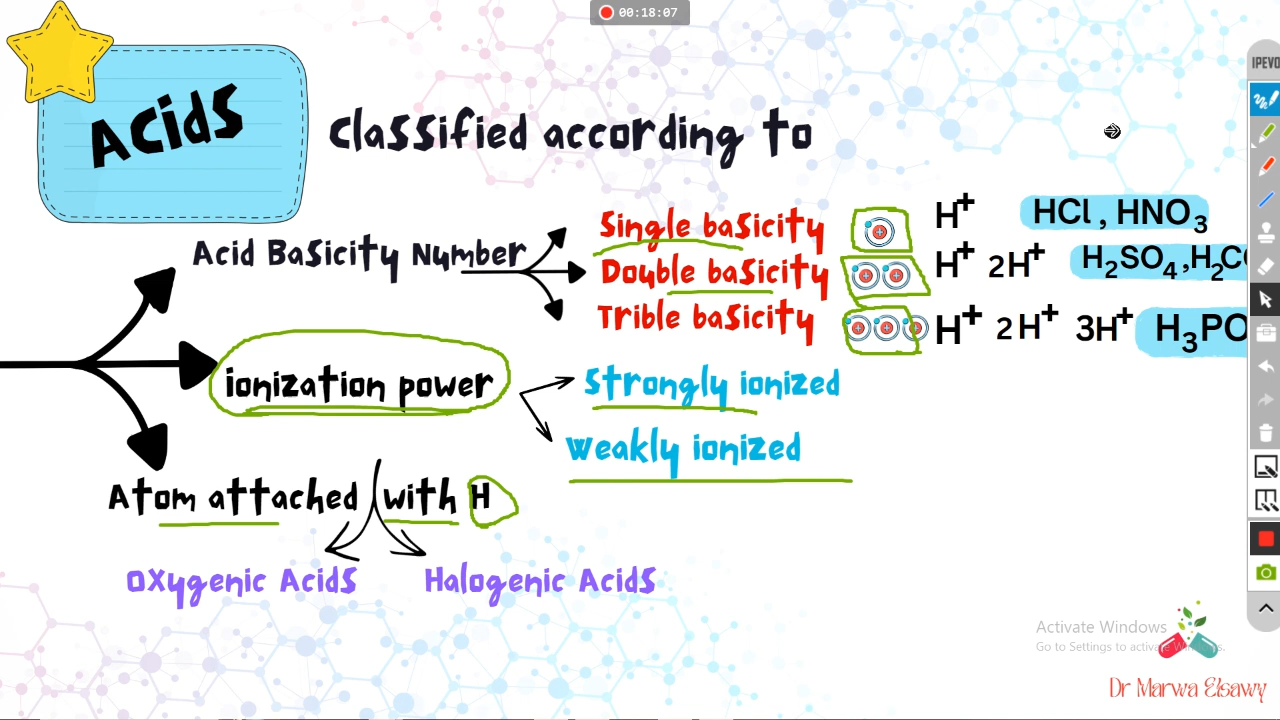 00:18:07
IPEVO
Acids
Classified according to
Acid Basicity Number
Single basicity H⁺ HCl, HNO₃
Double basicity H⁺ 2H⁺ H₂SO₄,H₂C
Trible basicity H⁺ 2H⁺ 3H⁺ H₃PO
ionization power
Strongly ionized
Weakly ionized
Atom attached with H
Oxygenic Acids Halogenic Acids
Activate Windows
Go to Settings to activate Windows.
Dr Marwa Elsawy